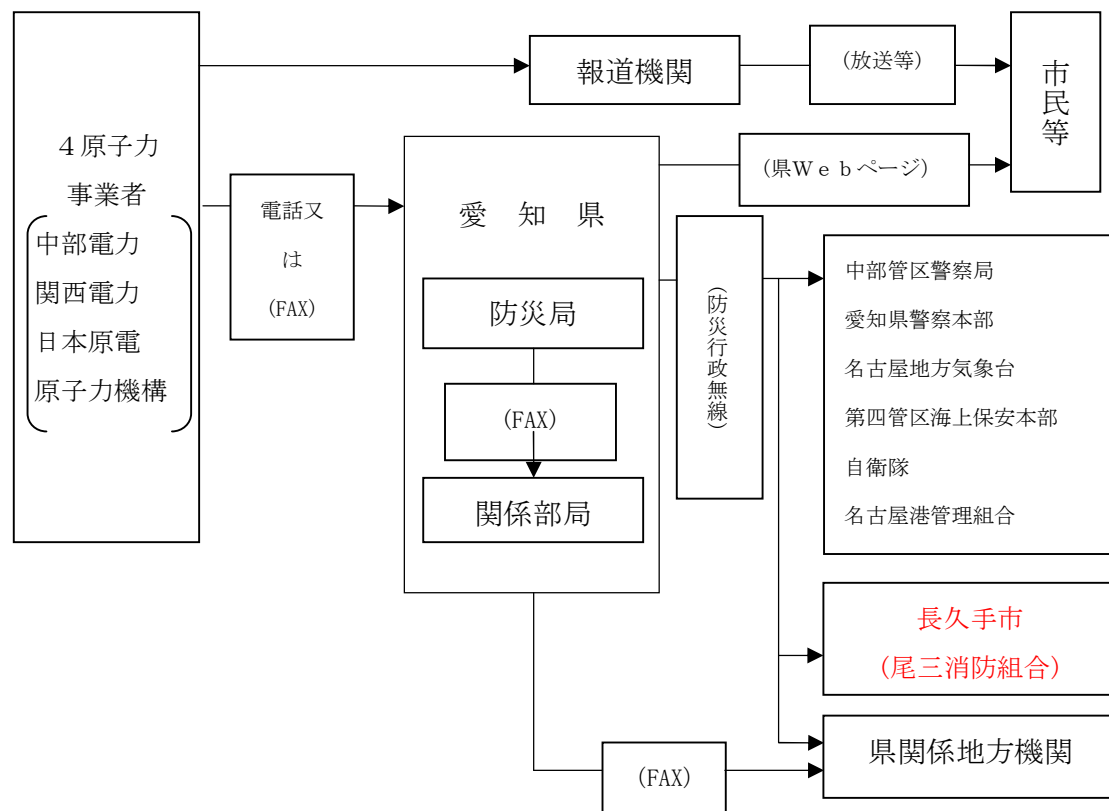 ４原子力
事業者
中部電力
関西電力
日本原電
原子力機構
電話又
は
(FAX)
報道機関
(放送等)
市民等
愛　知　県
防災局
(FAX)
関係部局
(県Ｗｅｂページ)
(防災行政無線)
中部管区警察局
愛知県警察本部
名古屋地方気象台
第四管区海上保安本部
自衛隊
名古屋港管理組合
長久手市
(尾三消防組合)
県関係地方機関
(FAX)